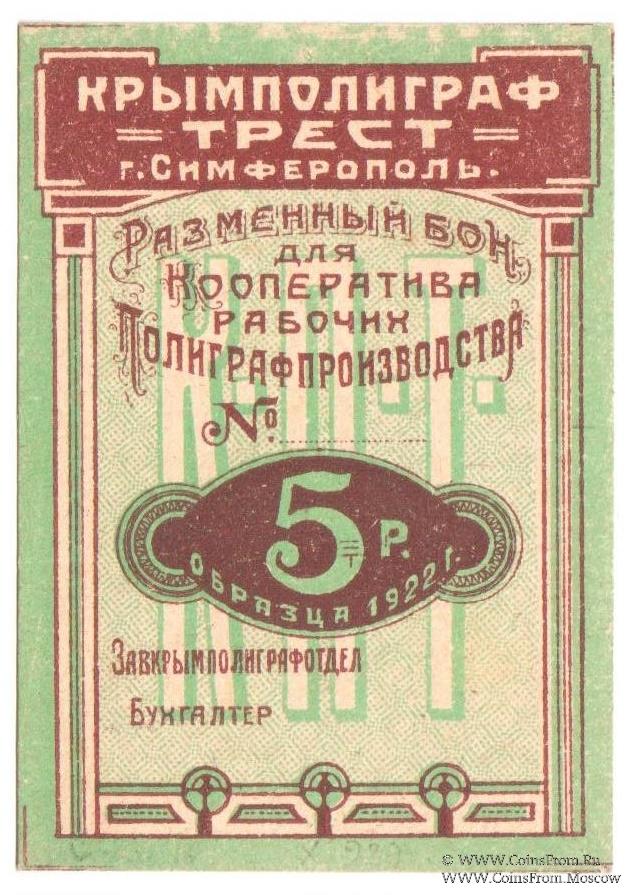 КРЫМПОЛИГРАФ
=ТРЕСТ=
г. СИМФЕРОПОЛЬ.
РАЗМЕННЫЙ БОН
для
КООПЕРАТИВА
РАБОЧИХ
ПОЛИГРАФПРОИЗВОДСТВА
К.П.Т.
№
5 Р.
ОБРАЗЦА 1922 г.
ЗАВКРЫМПОЛИГРАФОТДЕЛ
БУХГАЛТЕР
© WWW.CoinsFrom.Ru
WWW.CoinsFrom.Moscow